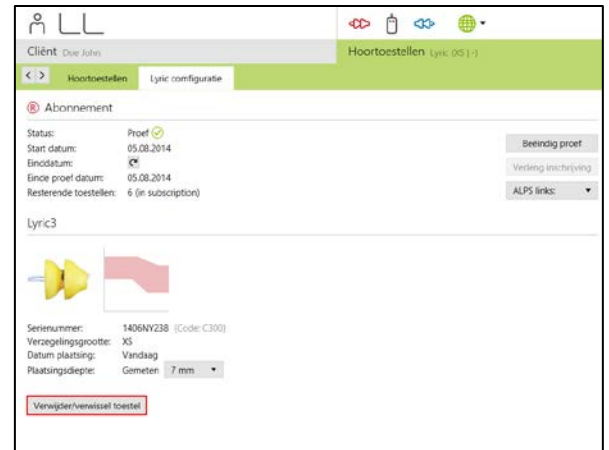 Cliënt Doe John
Hoortoestellen Lyric (XS | -)
< >
Hoortoestellen
Lyric configuratie
® Abonnement
Status: Proef
Start datum: 05.08.2014
Einddatum:
Einde proef datum: 05.08.2014
Resterende toestellen: 6 (in subscription)
Beëindig proef
Verleng inschrijving
ALPS links:
Lyric3
Serienummer: 1406NY238 (Code: C300)
Verzegelingsgrootte: XS
Datum plaatsing: Vandaag
Plaatsingsdiepte: Gemeten 7 mm
Verwijder/verwissel toestel